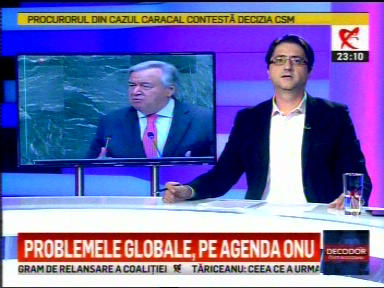 PROCURORUL DIN CAZUL CARACAL CONTESTĂ DECIZIA CSM
23:10
PROBLEMELE GLOBALE, PE AGENDA ONU
DECODOR
GRAM DE RELANSARE A COALIȚIEI TĂRICEANU: CEEA CE A URMA